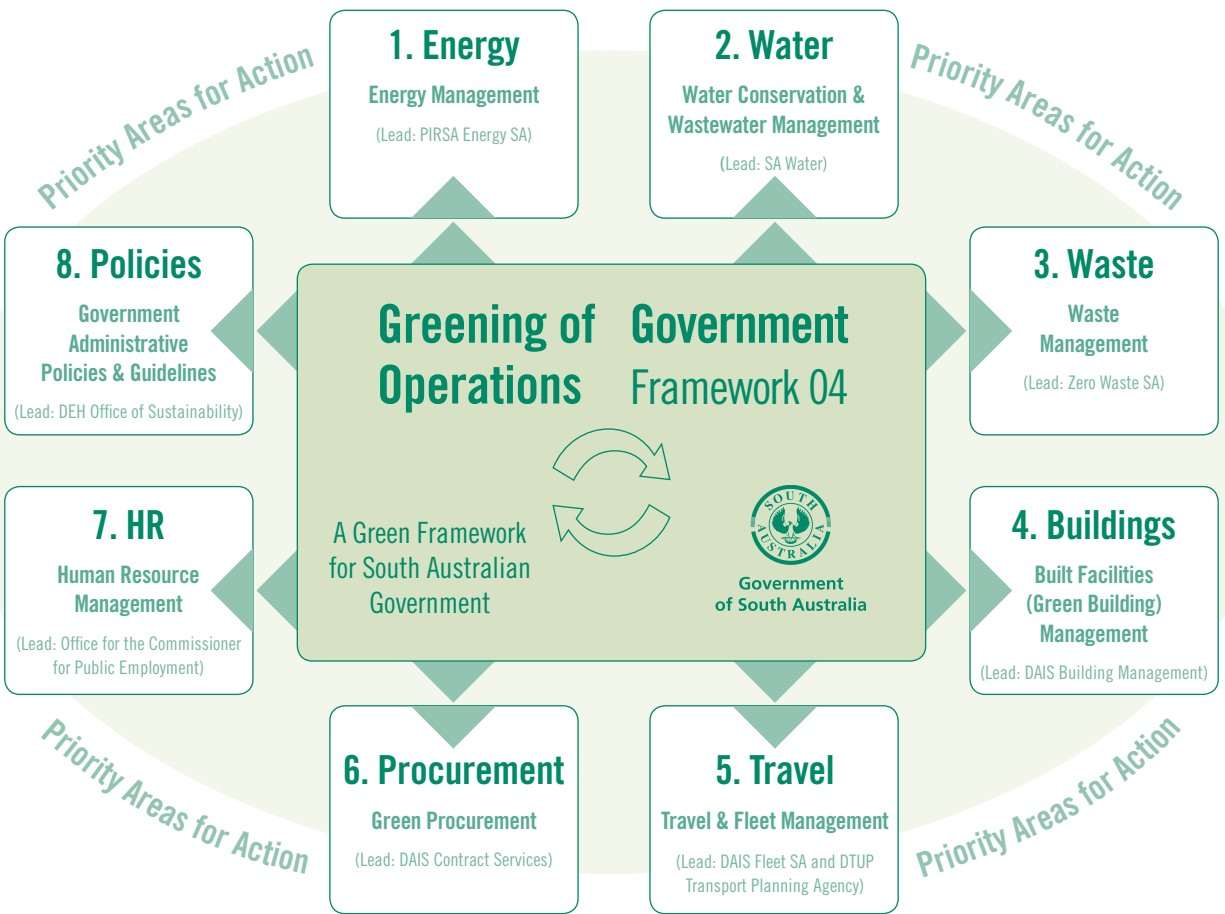 Priority Areas for Action
1. Energy
Energy Management
(Lead: PIRSA Energy SA)
2. Water
Water Conservation &
Wastewater Management
(Lead: SA Water)
Priority Areas for Action
3. Waste
Waste
Management
(Lead: Zero Waste SA)
4. Buildings
Built Facilities
(Green Building)
Management
(Lead: DAIS Building Management)
Priority Areas for Action
5. Travel
Travel & Fleet Management
(Lead: DAIS Fleet SA and DTUP
Transport Planning Agency)
6. Procurement
Green Procurement
(Lead: DAIS Contract Services)
Priority Areas for Action
7. HR
Human Resource
Management
(Lead: Office for the Commissioner
for Public Employment)
8. Policies
Government
Administrative
Policies & Guidelines
(Lead: DEH Office of Sustainability)
Greening of Government
Operations Framework 04
A Green Framework
for South Australian
Government
SOUTH
AUSTRALIA
Government
of South Australia